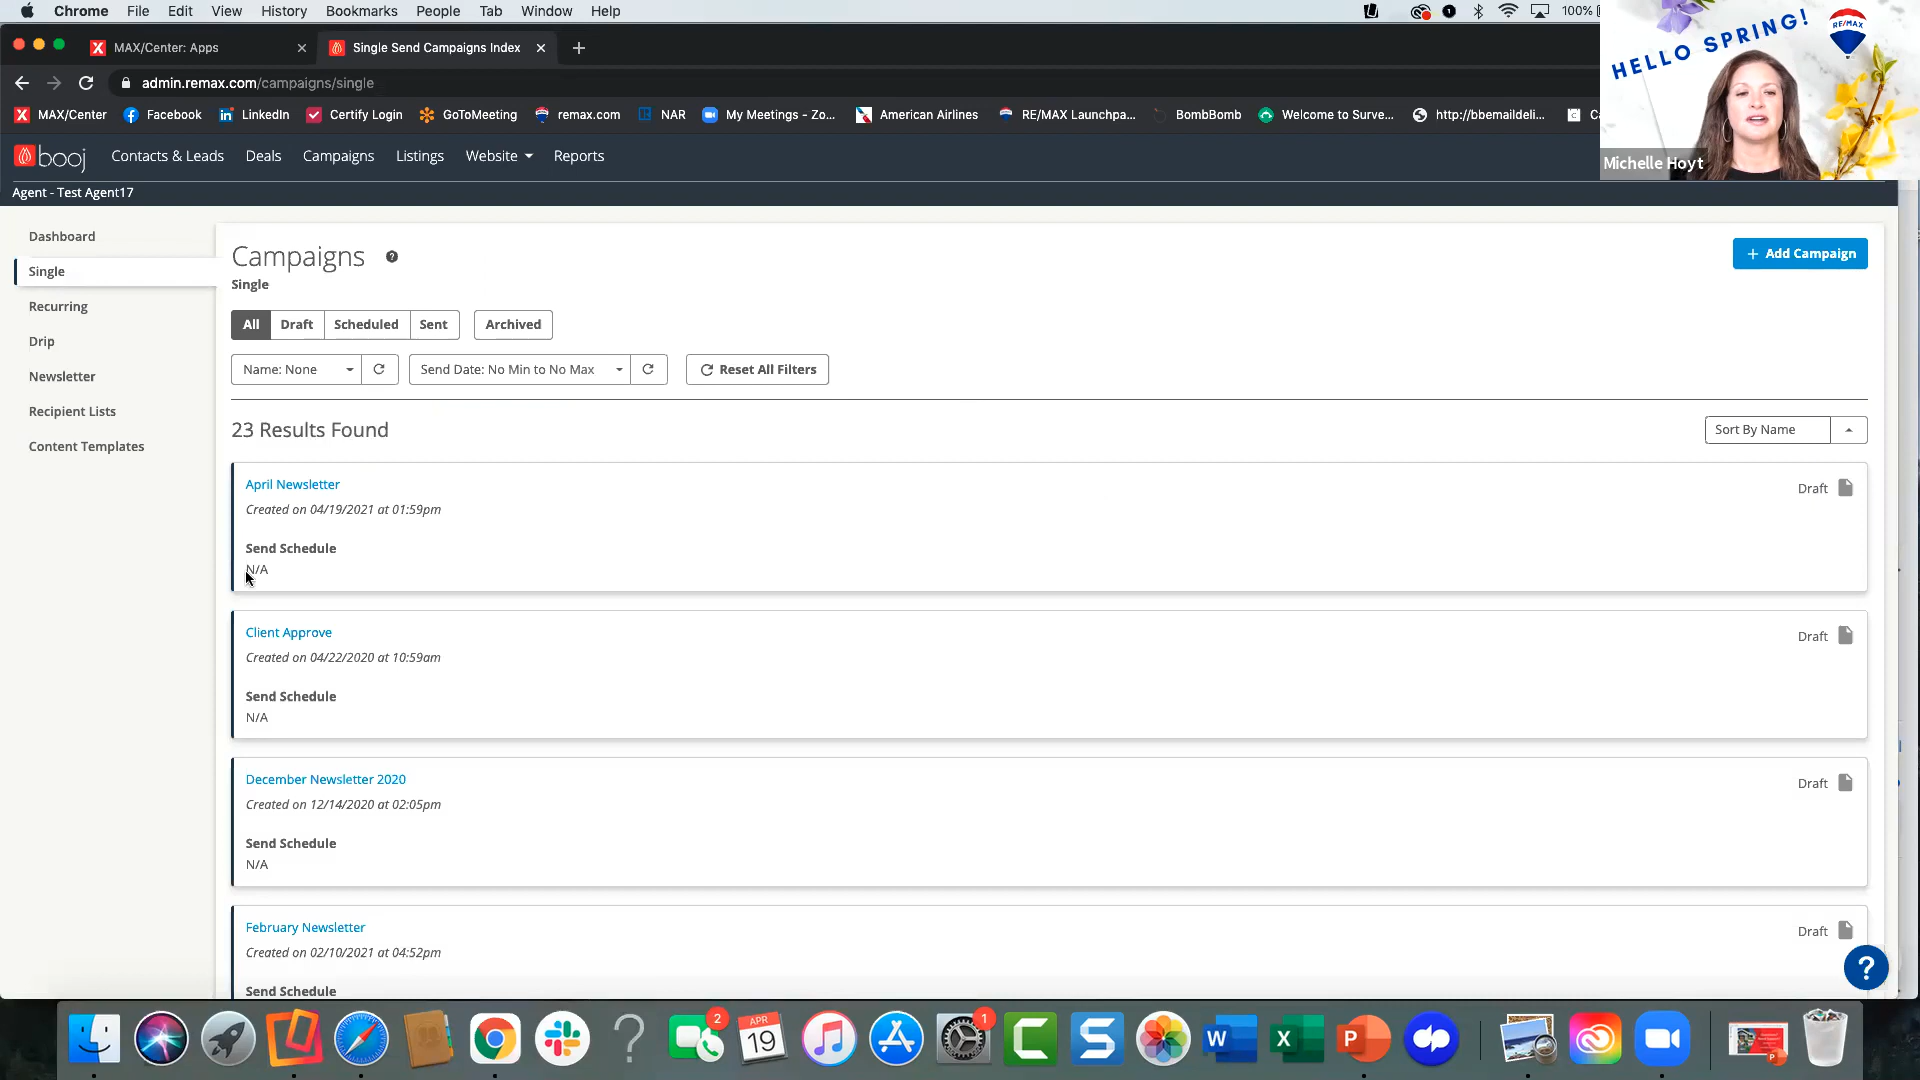 Chrome File Edit View History Bookmarks People Tab Window Help
100%
MAX/Center: Apps
Single Send Campaigns Index
admin.remax.com/campaigns/single
MAX/Center Facebook LinkedIn Certify Login GoToMeeting remax.com NAR My Meetings - Zo... American Airlines RE/MAX Launchpa... BombBomb Welcome to Surve... http://bbemaildeli...
HELLO SPRING!
RE/MAX
Michelle Hoyt
booj Contacts & Leads Deals Campaigns Listings Website Reports
Agent - Test Agent17
Dashboard
Single
Recurring
Drip
Newsletter
Recipient Lists
Content Templates
Campaigns ?
+ Add Campaign
Single
All Draft Scheduled Sent Archived
Name: None Send Date: No Min to No Max Reset All Filters
23 Results Found
Sort By Name
April Newsletter
Draft
Created on 04/19/2021 at 01:59pm
Send Schedule
N/A
Client Approve
Draft
Created on 04/22/2020 at 10:59am
Send Schedule
N/A
December Newsletter 2020
Draft
Created on 12/14/2020 at 02:05pm
Send Schedule
N/A
February Newsletter
Draft
Created on 02/10/2021 at 04:52pm
Send Schedule
?
2
APR
19
1
C
S
W
X
P